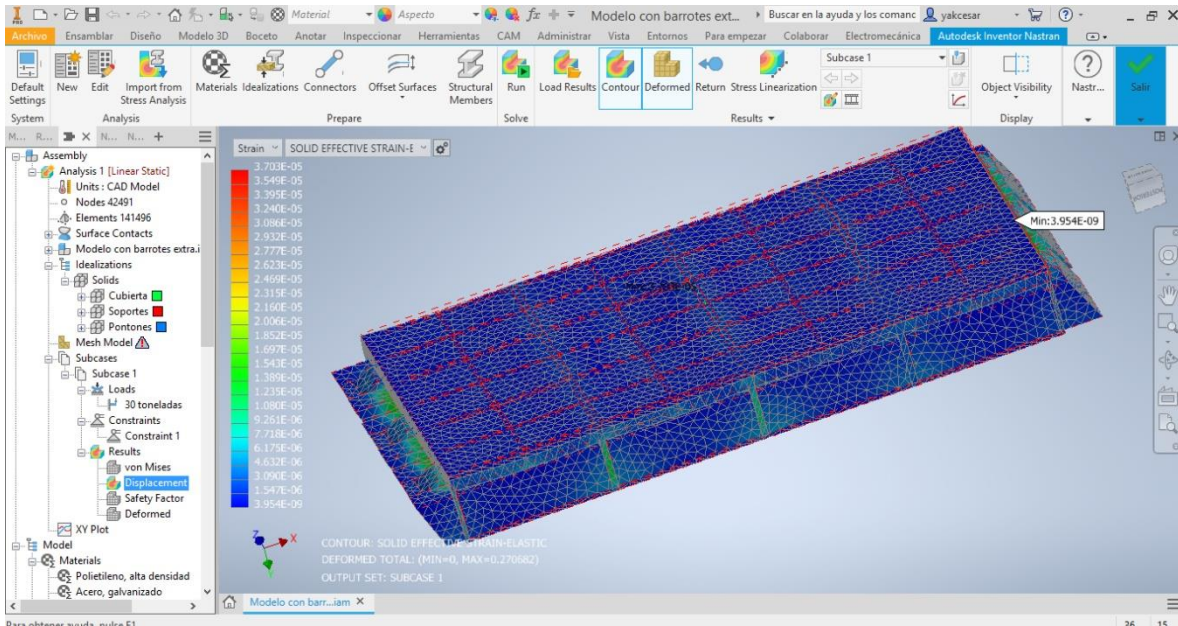 PRO
Material
Aspecto
fx
Modelo con barrotes ext...
Buscar en la ayuda y los comanc
yakcesar
Archivo Ensamblar Diseño Modelo 3D Boceto Anotar Inspeccionar Herramientas CAM Administrar Vista Entornos Para empezar Colaborar Electromecánica Autodesk Inventor Nastran
Default Settings
New
Edit
Import from Stress Analysis
Materials
Idealizations
Connectors
Offset Surfaces
Structural Members
Run
Load Results
Contour
Deformed
Return
Stress Linearization
Subcase 1
Object Visibility
Nastr...
Salir
System Analysis Prepare Solve Results Display
M... R... N... N...
Assembly
Analysis 1 [Linear Static]
Units : CAD Model
Nodes 42491
Elements 141496
Surface Contacts
Modelo con barrotes extra.i
Idealizations
Solids
Cubierta
Soportes
Pontones
Mesh Model
Subcases
Subcase 1
Loads
30 toneladas
Constraints
Constraint 1
Results
von Mises
Displacement
Safety Factor
Deformed
XY Plot
Model
Materials
Polietileno, alta densidad
Acero, galvanizado
Strain
SOLID EFFECTIVE STRAIN-E
3.703E-05
3.549E-05
3.395E-05
3.240E-05
3.086E-05
2.932E-05
2.777E-05
2.623E-05
2.469E-05
2.315E-05
2.160E-05
2.006E-05
1.852E-05
1.697E-05
1.543E-05
1.389E-05
1.235E-05
1.080E-05
9.261E-06
7.718E-06
6.175E-06
4.632E-06
3.090E-06
1.547E-06
3.954E-09
Min:3.954E-09
Z
X
Y
CONTOUR: SOLID EFFECTIVE STRAIN-ELASTIC
DEFORMED TOTAL: (MIN=0, MAX=0.270682)
OUTPUT SET: SUBCASE 1
Modelo con barr...iam
Para obtener ayuda, pulse F1
26 15